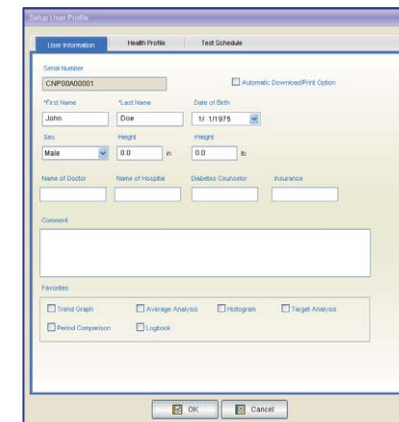 Setup User Profile
User Information Health Profile Test Schedule
Serial Number
CNP00A00001 Automatic Download/Print Option
*First Name *Last Name Date of Birth
John Doe 1/ 1/1975
Sex Height Weight
Male 0.0 in 0.0 lb
Name of Doctor Name of Hospital Diabetes Counselor Insurance
Comment
Favorites
Trend Graph Average Analysis Histogram Target Analysis
Period Comparison Logbook
OK Cancel